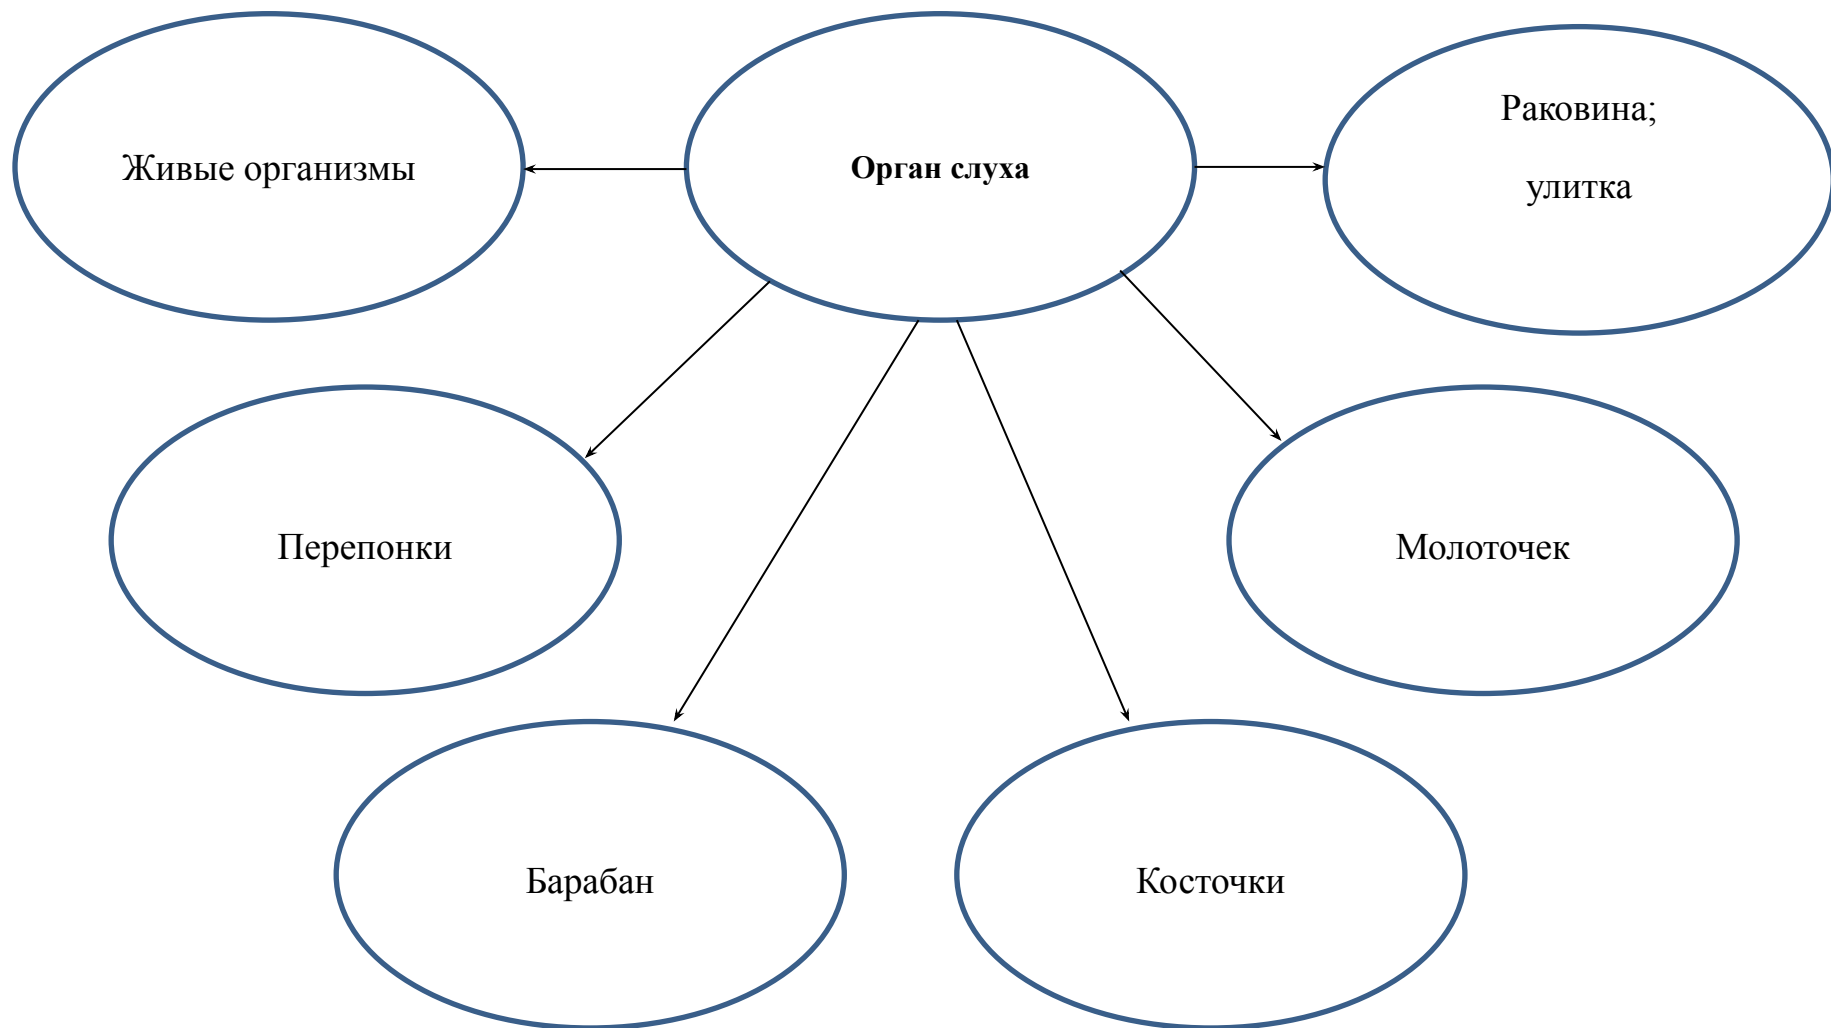 Живые организмы
Орган слуха
Раковина;
улитка
Перепонки
Молоточек
Барабан
Косточки